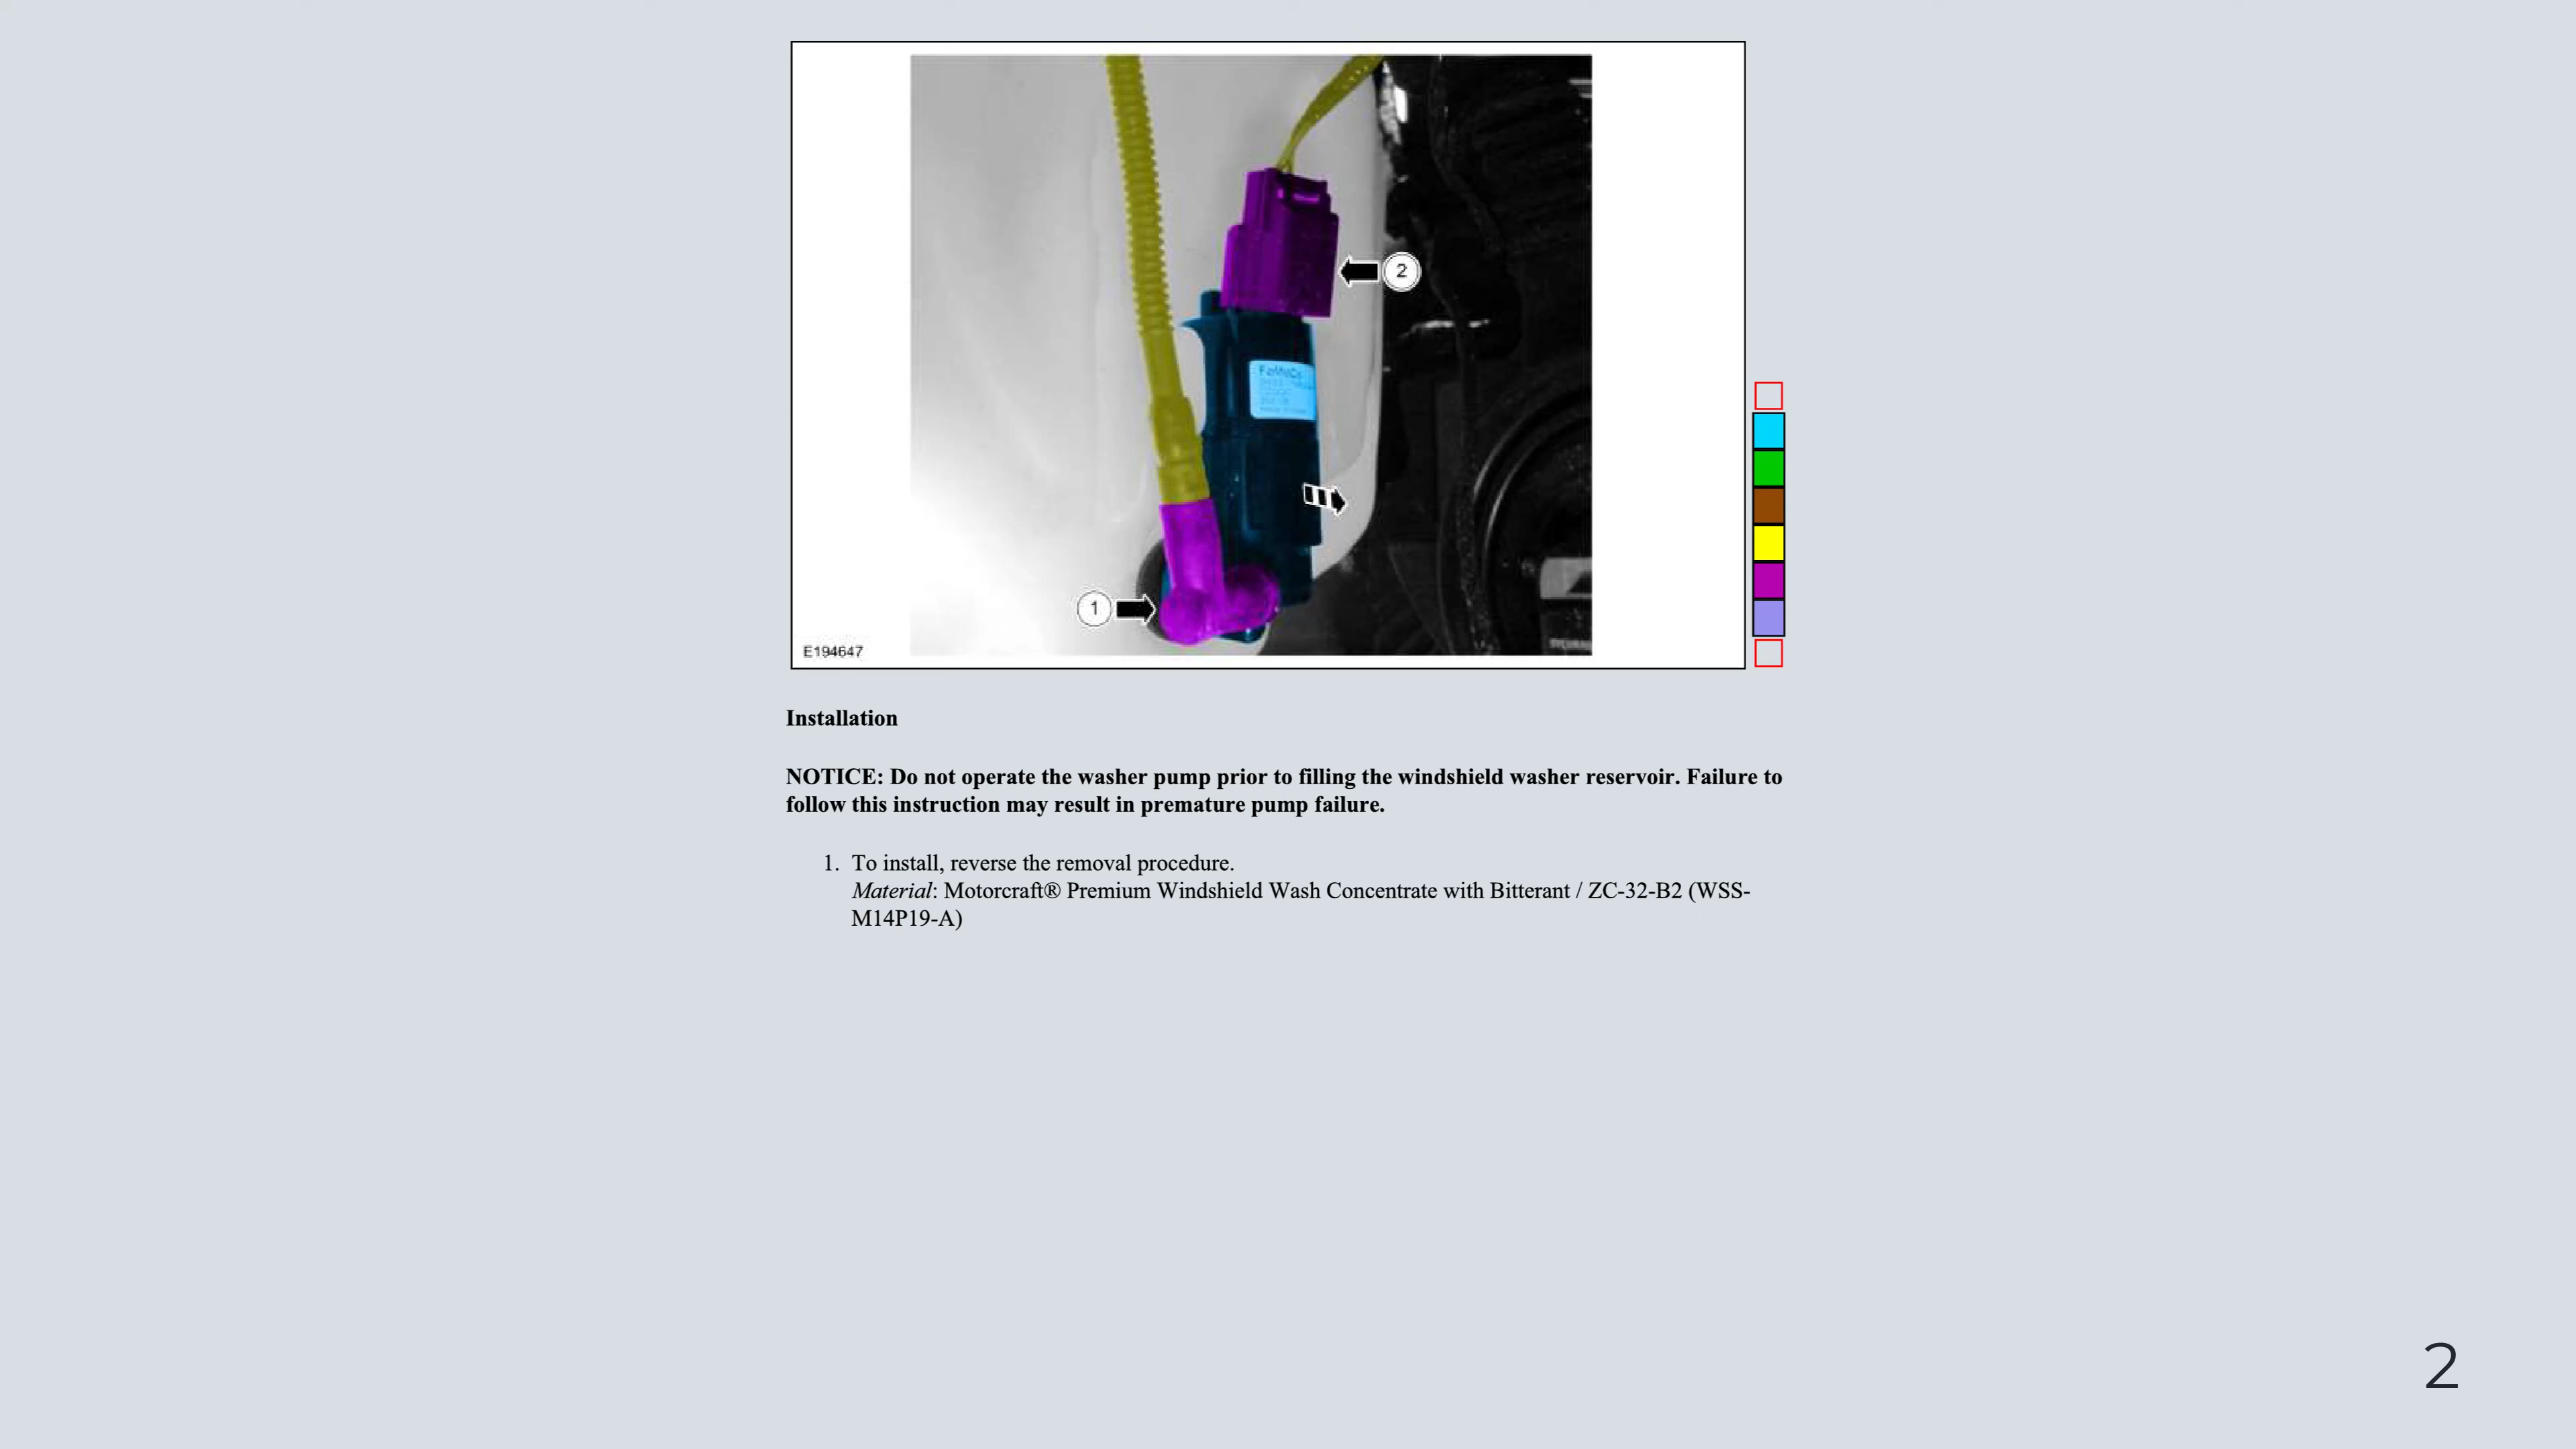 2
1
E194647
Installation
NOTICE: Do not operate the washer pump prior to filling the windshield washer reservoir. Failure to
follow this instruction may result in premature pump failure.
1. To install, reverse the removal procedure.
Material: Motorcraft® Premium Windshield Wash Concentrate with Bitterant / ZC-32-B2 (WSS-
M14P19-A)
2